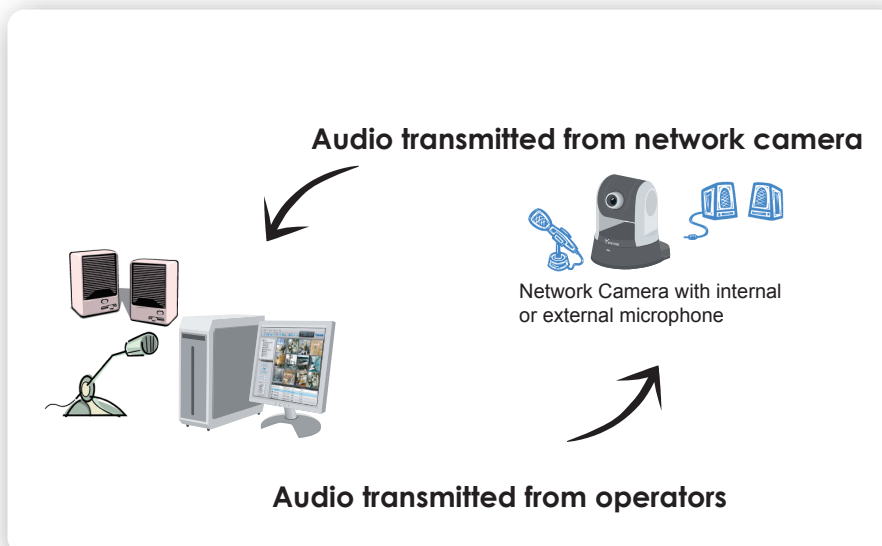 Audio transmitted from network camera
Network Camera with internal
or external microphone
Audio transmitted from operators